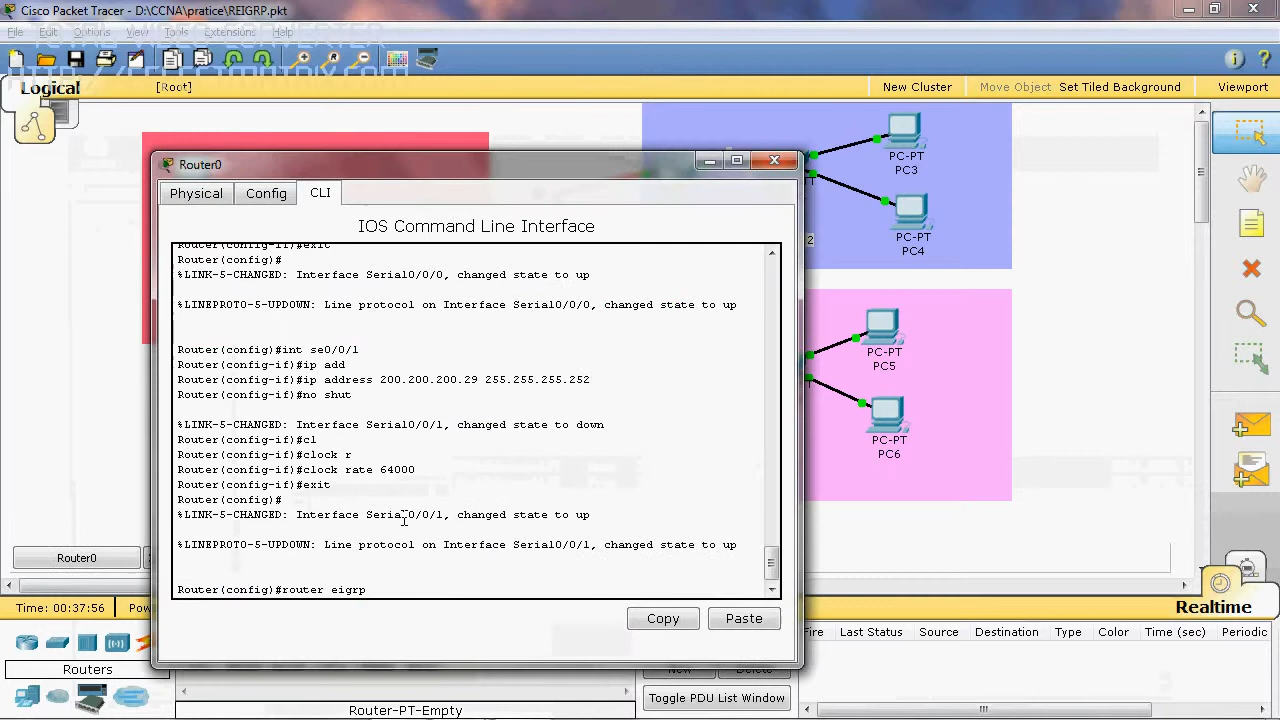 Cisco Packet Tracer - D:\CCNA\pratice\REIGRP.pkt
File Edit Options View Tools Extensions Help
Logical
[Root]
New Cluster
Move Object
Set Tiled Background
Viewport
Router0
Physical
Config
CLI
IOS Command Line Interface
Router(config-if)#exit
Router(config)#
%LINK-5-CHANGED: Interface Serial0/0/0, changed state to up
%LINEPROTO-5-UPDOWN: Line protocol on Interface Serial0/0/0, changed state to up
Router(config)#int se0/0/1
Router(config-if)#ip add
Router(config-if)#ip address 200.200.200.29 255.255.255.252
Router(config-if)#no shut
%LINK-5-CHANGED: Interface Serial0/0/1, changed state to down
Router(config-if)#cl
Router(config-if)#clock r
Router(config-if)#clock rate 64000
Router(config-if)#exit
Router(config)#
%LINK-5-CHANGED: Interface Serial0/0/1, changed state to up
%LINEPROTO-5-UPDOWN: Line protocol on Interface Serial0/0/1, changed state to up
Router(config)#router eigrp
Copy
Paste
PC-PT
PC3
PC-PT
PC4
2
PC-PT
PC5
PC-PT
PC6
Router0
Time: 00:37:56
Realtime
Fire Last Status Source Destination Type Color Time (sec) Periodic
Routers
New
Delete
Toggle PDU List Window
Router-PT-Empty